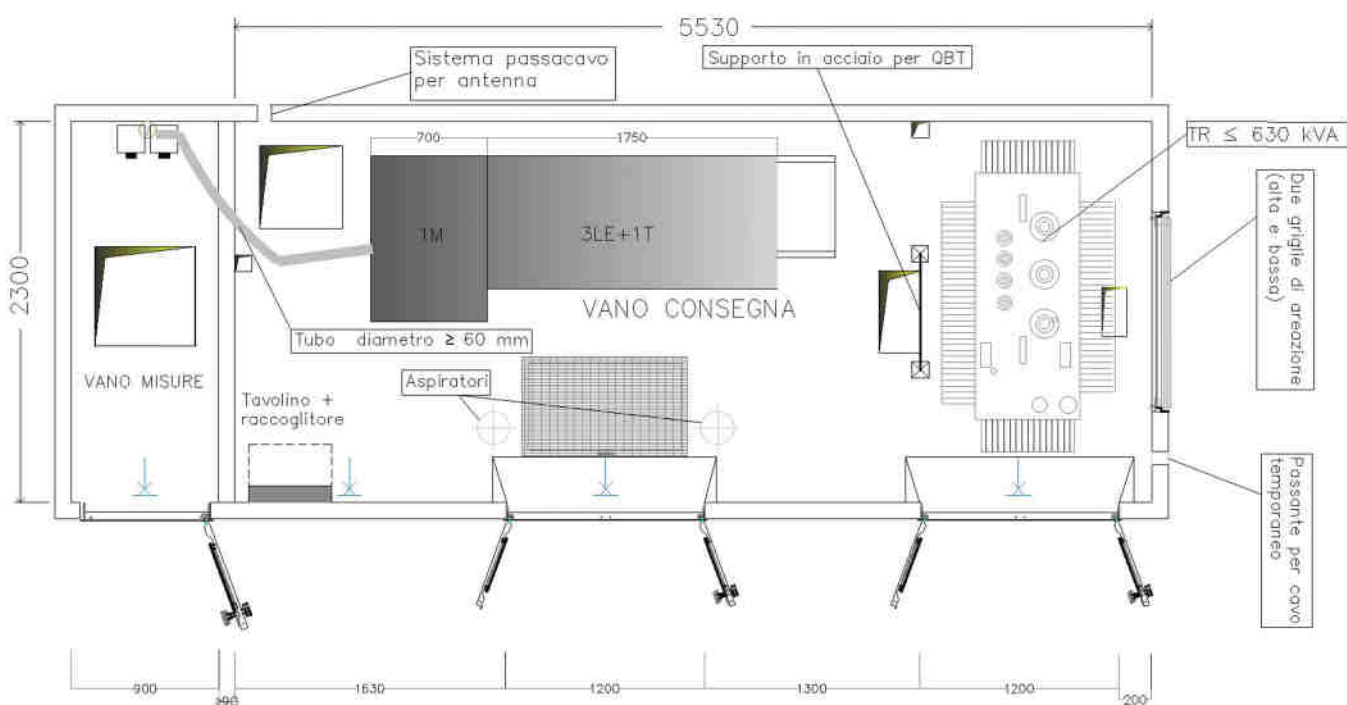 5530
Sistema passacavo
per antenna
Supporto in acciaio per QBT
700
1750
TR ≤ 630 kVA
Due griglie di areazione
(alta e bassa)
1M
3LE+1T
2300
VANO CONSEGNA
Tubo diametro ≥ 60 mm
VANO MISURE
Aspiratori
Tavolino +
raccoglitore
Passante per cavo
temporaneo
900
1630
1200
1300
1200
200